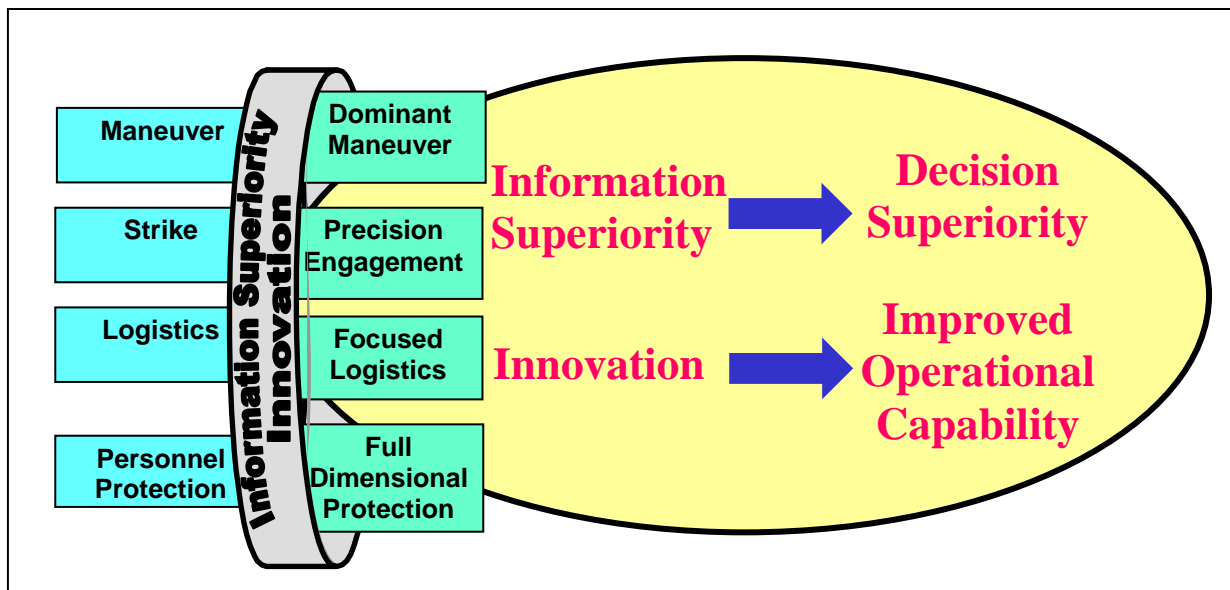 Maneuver
Strike
Logistics
Personnel
Protection
Information Superiority
Innovation
Dominant
Maneuver
Precision
Engagement
Focused
Logistics
Full
Dimensional
Protection
Information
Superiority
Decision
Superiority
Innovation
Improved
Operational
Capability